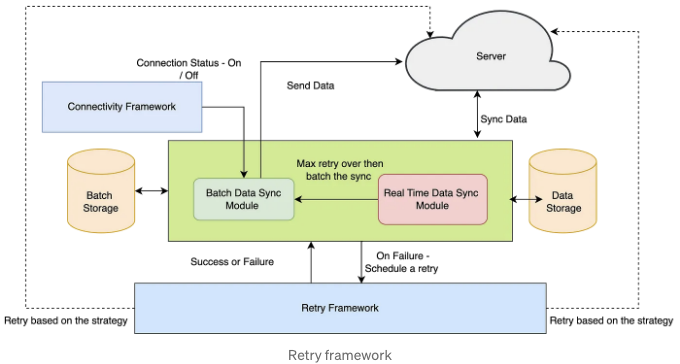 Server
Connection Status - On
/ Off
Send Data
Connectivity Framework
Sync Data
Max retry over then
batch the sync
Batch
Storage
Batch Data Sync
Module
Real Time Data Sync
Module
Data
Storage
Success or Failure
On Failure -
Schedule a retry
Retry Framework
Retry based on the strategy
Retry based on the strategy
Retry framework